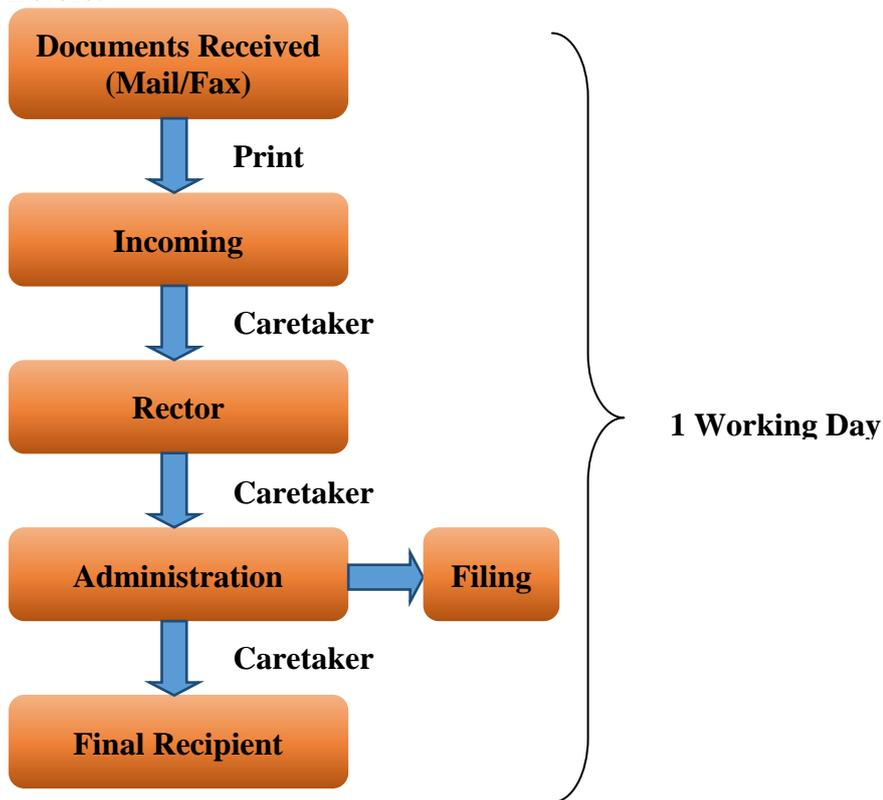 Documents Received
(Mail/Fax)
Print
Incoming
Caretaker
Rector
Caretaker
1 Working Day
Administration
Filing
Caretaker
Final Recipient